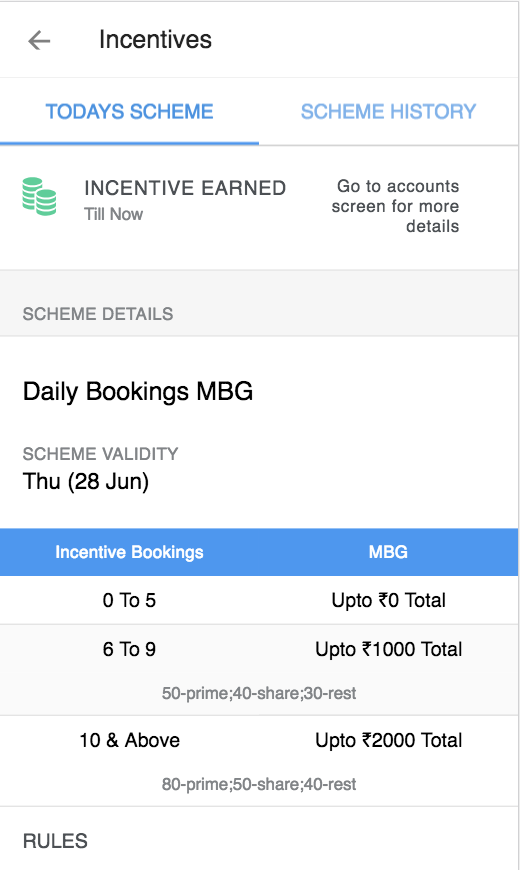 Incentives
TODAYS SCHEME SCHEME HISTORY
INCENTIVE EARNED
Till Now
Go to accounts
screen for more
details
SCHEME DETAILS
Daily Bookings MBG
SCHEME VALIDITY
Thu (28 Jun)
Incentive Bookings MBG
0 To 5 Upto ₹0 Total
6 To 9 Upto ₹1000 Total
50-prime;40-share;30-rest
10 & Above Upto ₹2000 Total
80-prime;50-share;40-rest
RULES